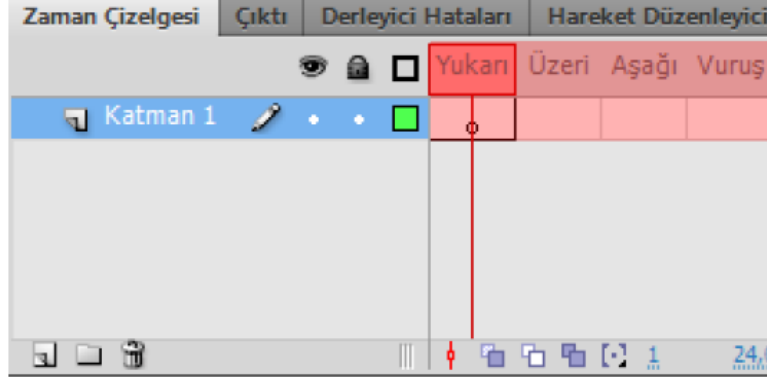 Zaman Çizelgesi Çıktı Derleyici Hataları Hareket Düzenleyici
Yukarı Üzeri Aşağı Vuruş
Katman 1
1 24,